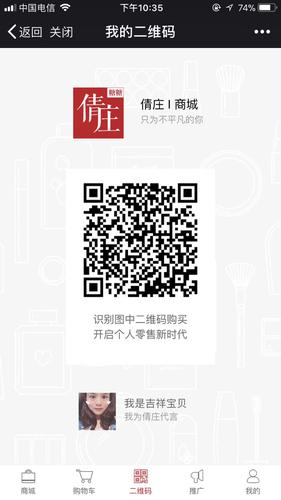 中国电信
下午10:35
74%
返回 关闭
我的二维码
倩庄
糖糖
倩庄 | 商城
只为不平凡的你
识别图中二维码购买
开启个人零售新时代
我是吉祥宝贝
我为倩庄代言
商城
购物车
二维码
推广
我的